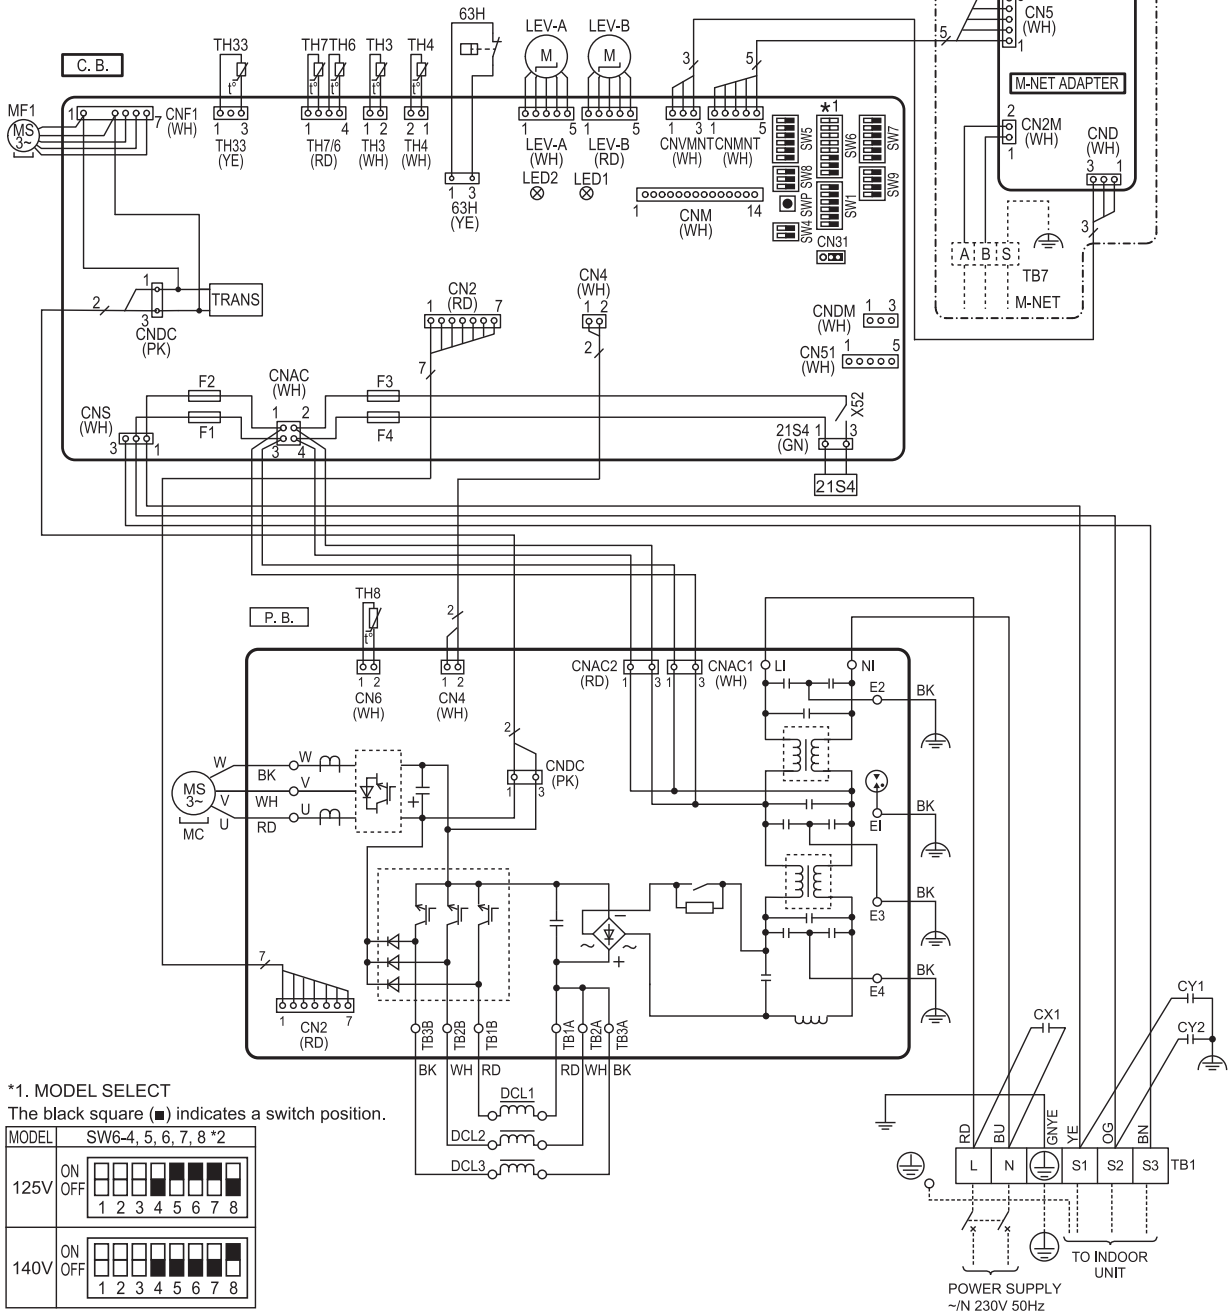 63H
LEV-A
LEV-B
CN5
5
1
C. B.
TH33
TH7TH6
TH3
TH4
t°
t°
t°
t°
t°
M
M
3
5
M-NET ADAPTER
MF1
MS
3~
1
7
CNF1
(WH)
1 3
TH33
(YE)
1 4
TH7/6
(RD)
1 2
TH3
(WH)
2 1
TH4
(WH)
1 3
63H
(YE)
1 5
LEV-A
(WH)
LED2
1 5
LEV-B
(RD)
LED1
1 3
CNVMNT
(WH)
1 5
CNMNT
(WH)
*1
SW5
SW6
SW7
SW8
SWP
SW1
SW9
SW4
CN31
1 14
CNM
(WH)
2
1
CN2M
(WH)
CND
(WH)
3 1
3
A B S
TB7
M-NET
TRANS
2
1
3
CNDC
(PK)
CN2
(RD)
1 7
7
CN4
(WH)
1 2
2
CNDM
(WH)
1 3
CN51
(WH)
1 5
CNS
(WH)
3 1
F2
F1
CNAC
(WH)
1 2
3 4
F3
F4
X52
21S4
(GN)
1 3
21S4
P. B.
TH8
t°
2
1 2
CN6
(WH)
1 2
CN4
(WH)
CNAC2
(RD)
1 3
1 3
CNAC1
(WH)
LI
NI
E2
BK
2
CNDC
(PK)
1 3
MS
3~
MC
W
V
U
BK
WH
RD
W
V
U
+
E1
BK
E3
BK
E4
BK
−
~ ~
+
7
1 7
CN2
(RD)
TB3B
TB2B
TB1B
TB1A
TB2A
TB3A
BK WH RD RD WH BK
DCL1
DCL2
DCL3
CY1
CY2
CX1
RD
BU
GNYE
YE
OG
BN
L N S1 S2 S3 TB1
TO INDOOR
UNIT
POWER SUPPLY
~/N 230V 50Hz
*1. MODEL SELECT
The black square (■) indicates a switch position.
MODEL SW6-4, 5, 6, 7, 8 *2
125V
ON
OFF
1 2 3 4 5 6 7 8
140V
ON
OFF
1 2 3 4 5 6 7 8